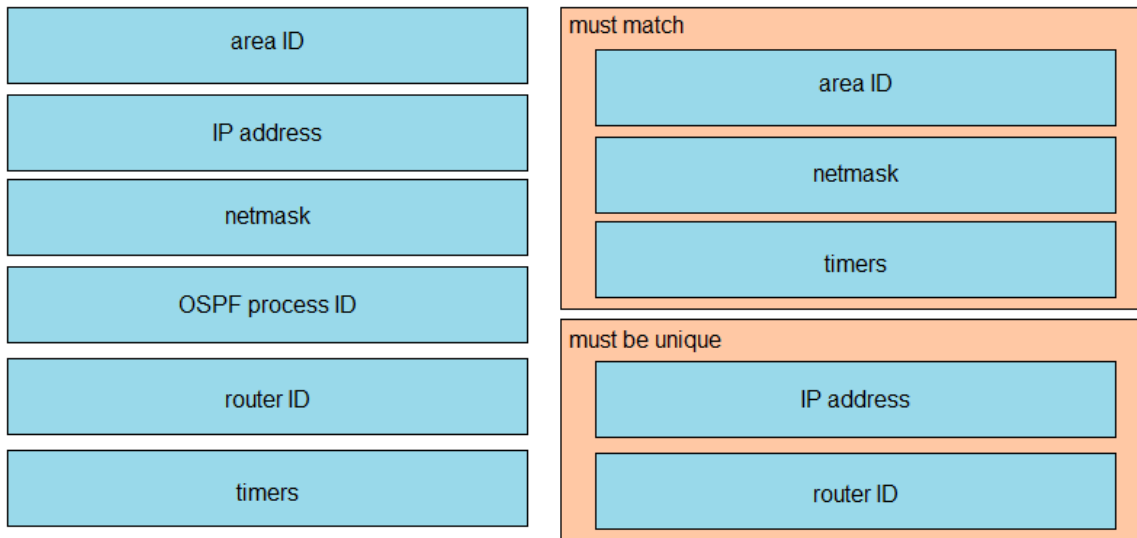 area ID
IP address
netmask
OSPF process ID
router ID
timers
must match
area ID
netmask
timers
must be unique
IP address
router ID